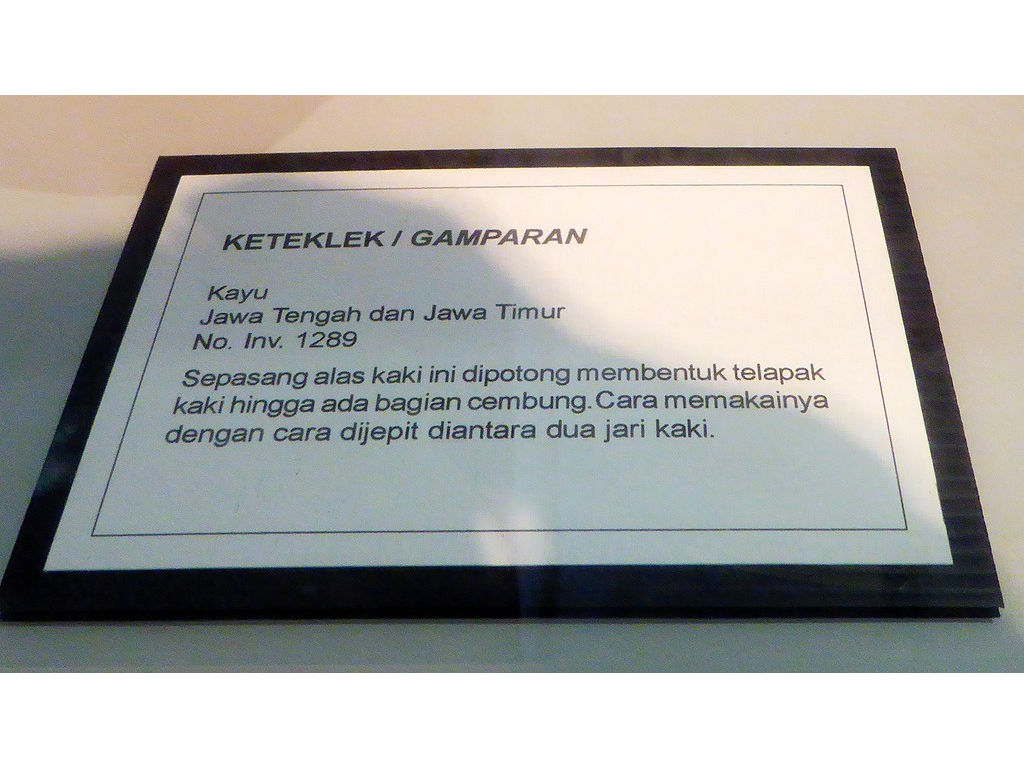 KETEKLEK / GAMPARAN
Kayu
Jawa Tengah dan Jawa Timur
No. Inv. 1289
Sepasang alas kaki ini dipotong membentuk telapak
kaki hingga ada bagian cembung. Cara memakainya
dengan cara dijepit diantara dua jari kaki.